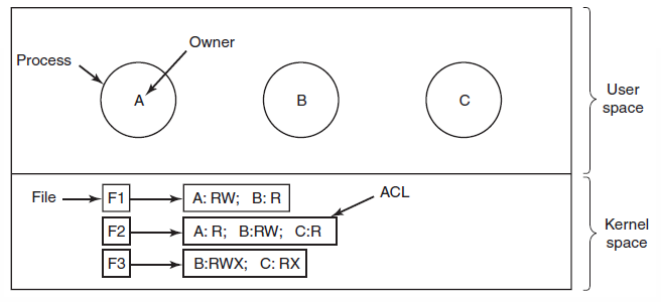 Owner
Process
A
B
C
User
space
File
F1
A: RW; B: R
ACL
F2
A: R; B:RW; C:R
F3
B:RWX; C: RX
Kernel
space